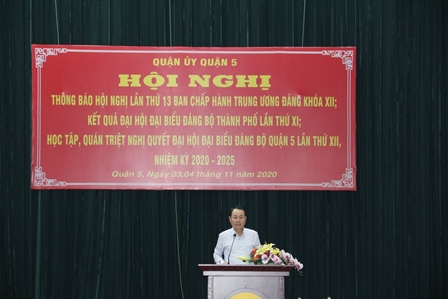 QUẬN ỦY QUẬN 5
HỘI NGHỊ
THÔNG BÁO HỘI NGHỊ LẦN THỨ 13 BAN CHẤP HÀNH TRUNG ƯƠNG ĐẢNG KHÓA XII;
KẾT QUẢ ĐẠI HỘI ĐẠI BIỂU ĐẢNG BỘ THÀNH PHỐ LẦN THỨ XI;
HỌC TẬP, QUÁN TRIỆT NGHỊ QUYẾT ĐẠI HỘI ĐẠI BIỂU ĐẢNG BỘ QUẬN 5 LẦN THỨ XII,
NHIỆM KỲ 2020 - 2025
Quận 5, ngày 03,04 tháng 11 năm 2020